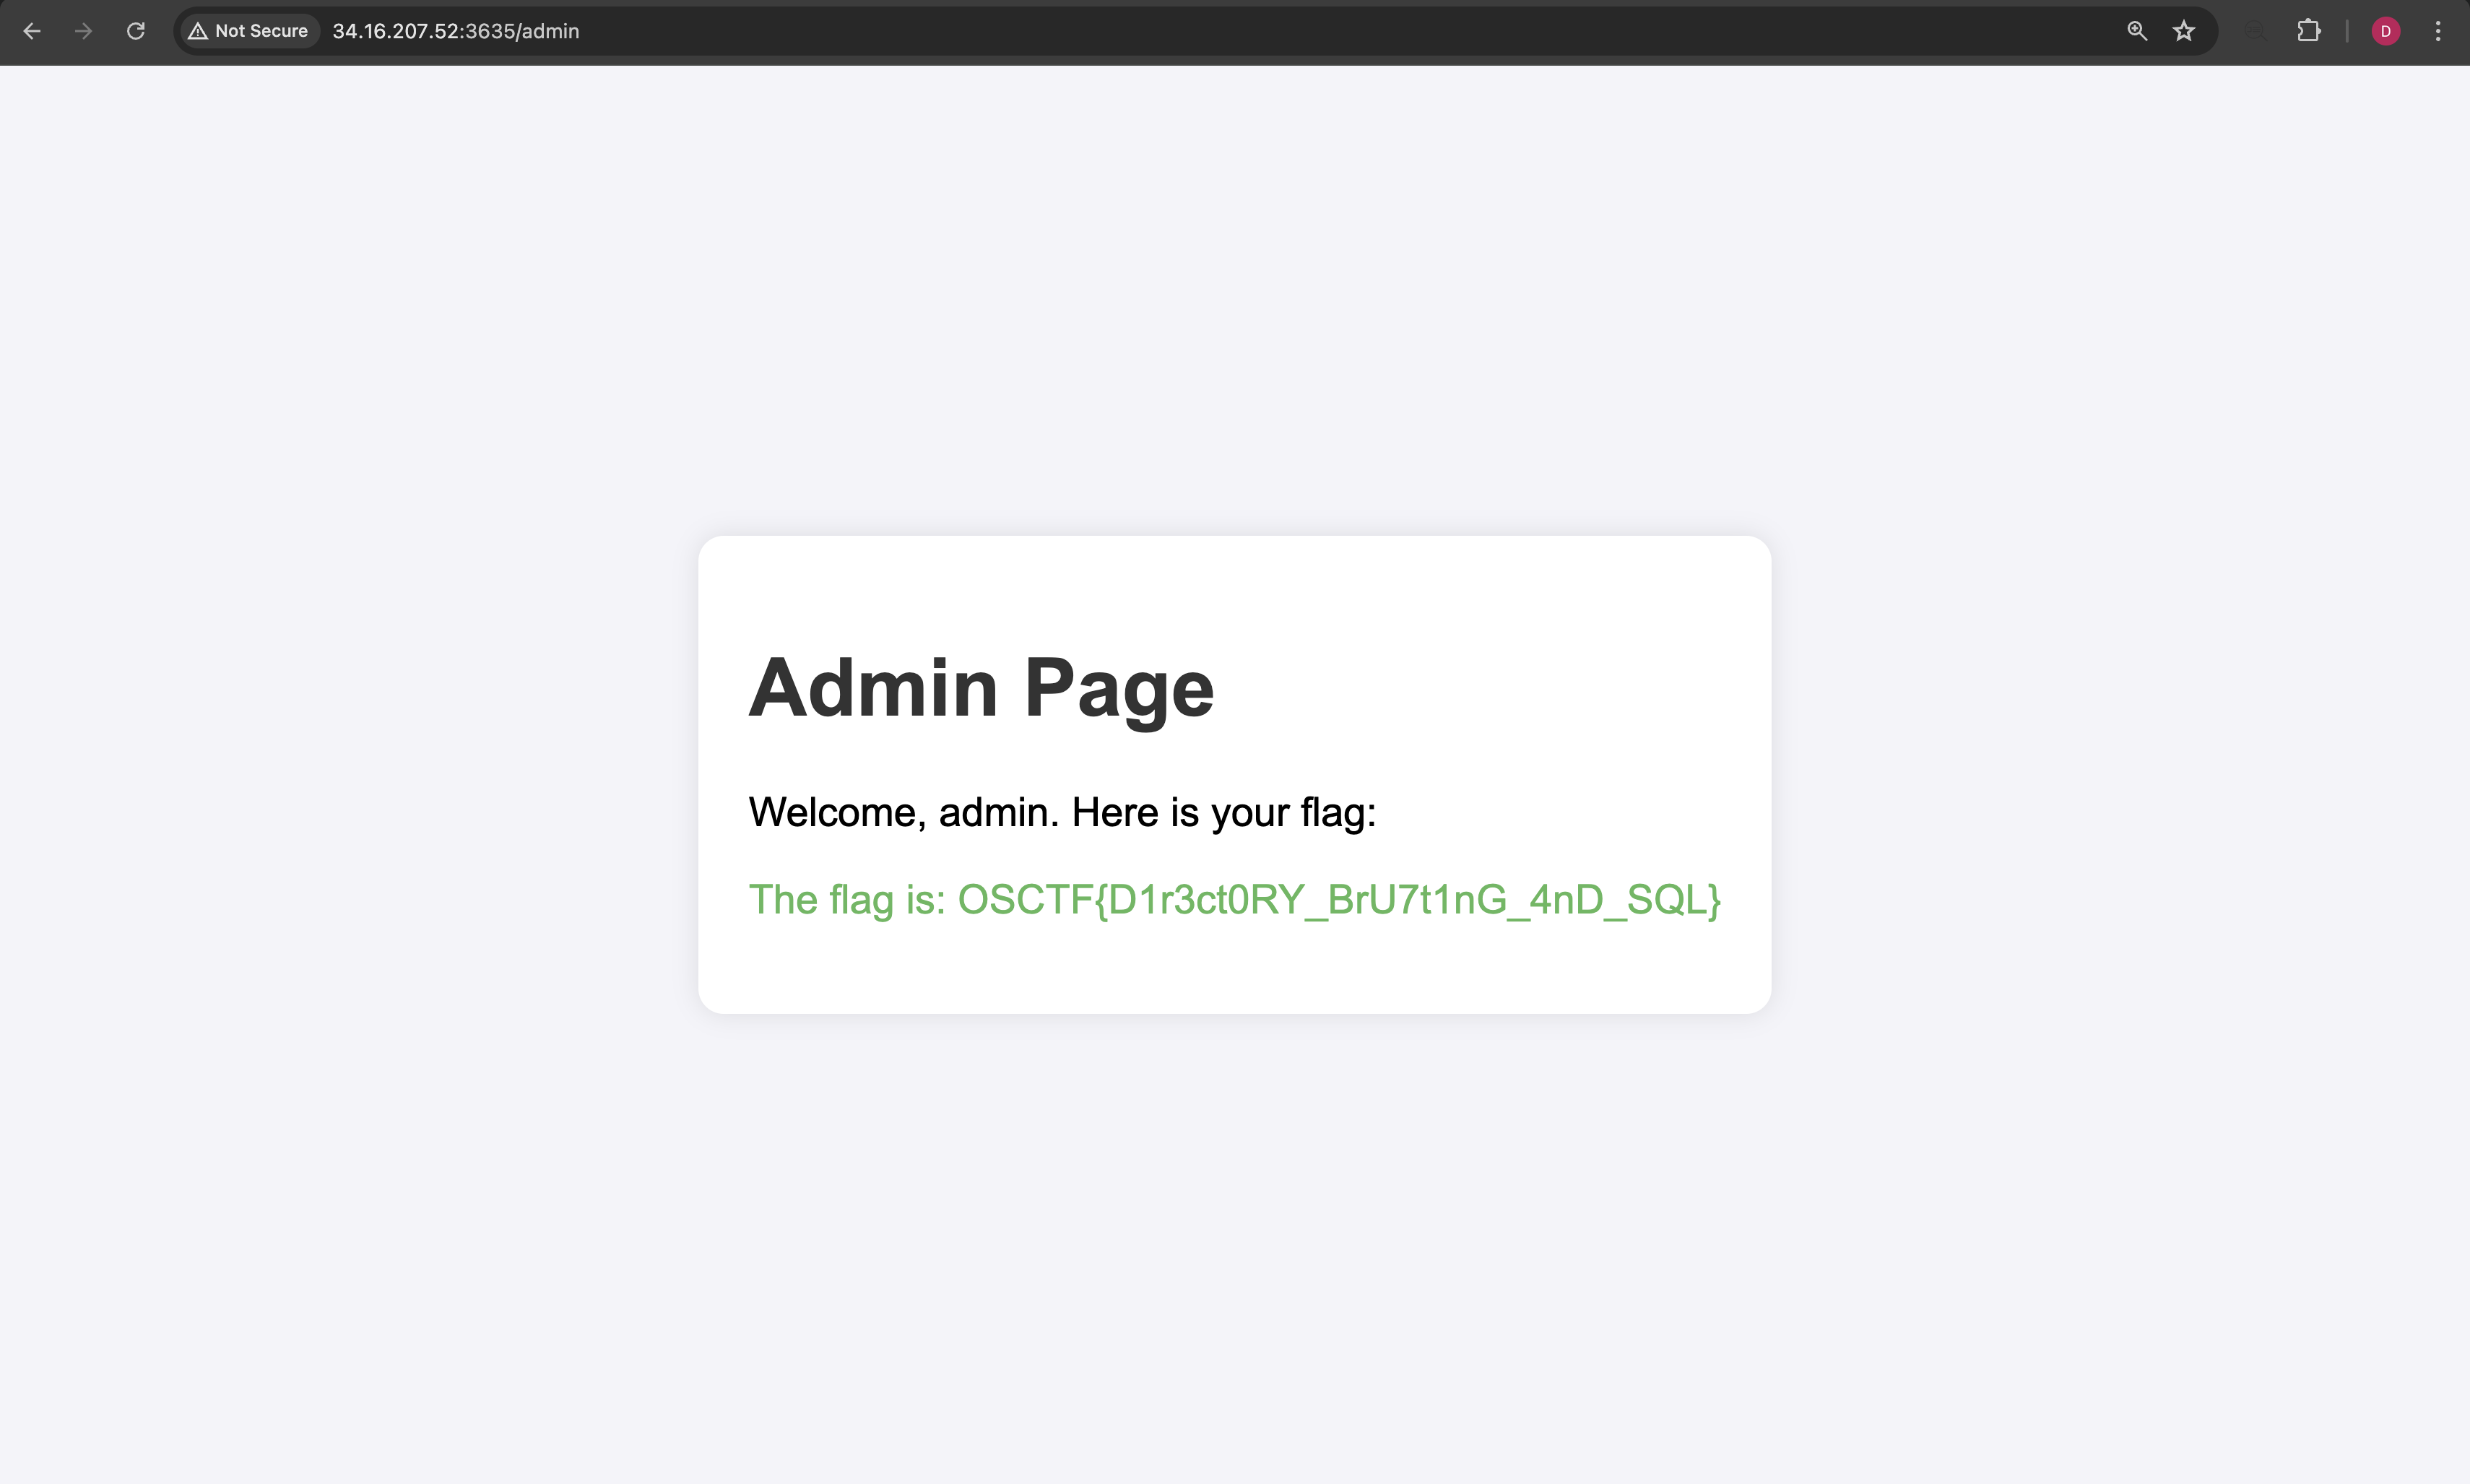 Not Secure 34.16.207.52:3635/admin D
Admin Page
Welcome, admin. Here is your flag:
The flag is: OSCTF{D1r3ct0RY_BrU7t1nG_4nD_SQL}